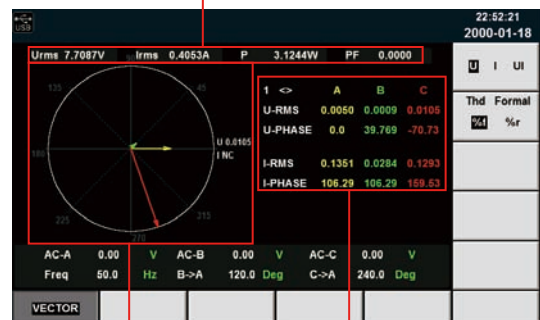 USB
22:52:21
2000-01-18
Urms 7.7087V Irms 0.4053A P 3.1244W PF 0.0000
U I UI
Thd Formal
%f %r
135 90 45
180
225 270 315
U 0.0105
I NC
1 <> A B C
U-RMS 0.0050 0.0009 0.0105
U-PHASE 0.0 39.769 -70.73
I-RMS 0.1351 0.0284 0.1293
I-PHASE 106.29 106.29 159.53
AC-A 0.00 V AC-B 0.00 V AC-C 0.00 V
Freq 50.0 Hz B->A 120.0 Deg C->A 240.0 Deg
VECTOR